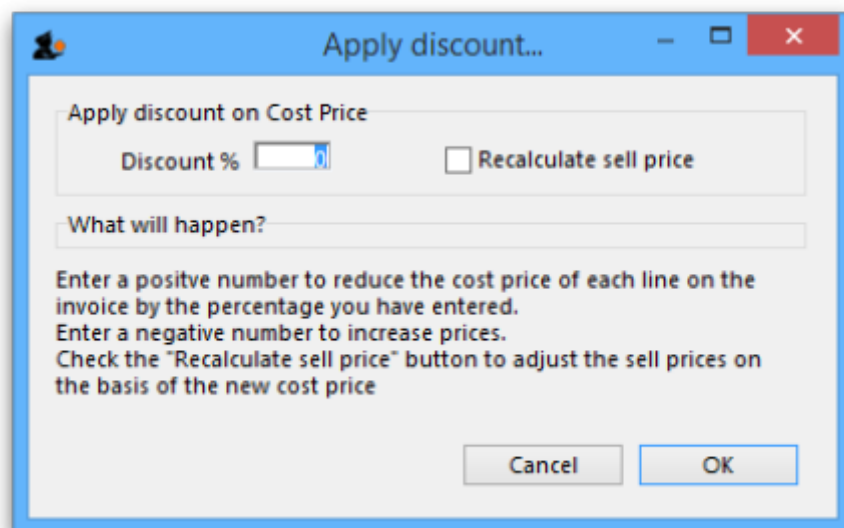 Apply discount...
Apply discount on Cost Price
Discount % 0 Recalculate sell price
What will happen?
Enter a positve number to reduce the cost price of each line on the
invoice by the percentage you have entered.
Enter a negative number to increase prices.
Check the "Recalculate sell price" button to adjust the sell prices on
the basis of the new cost price
Cancel OK